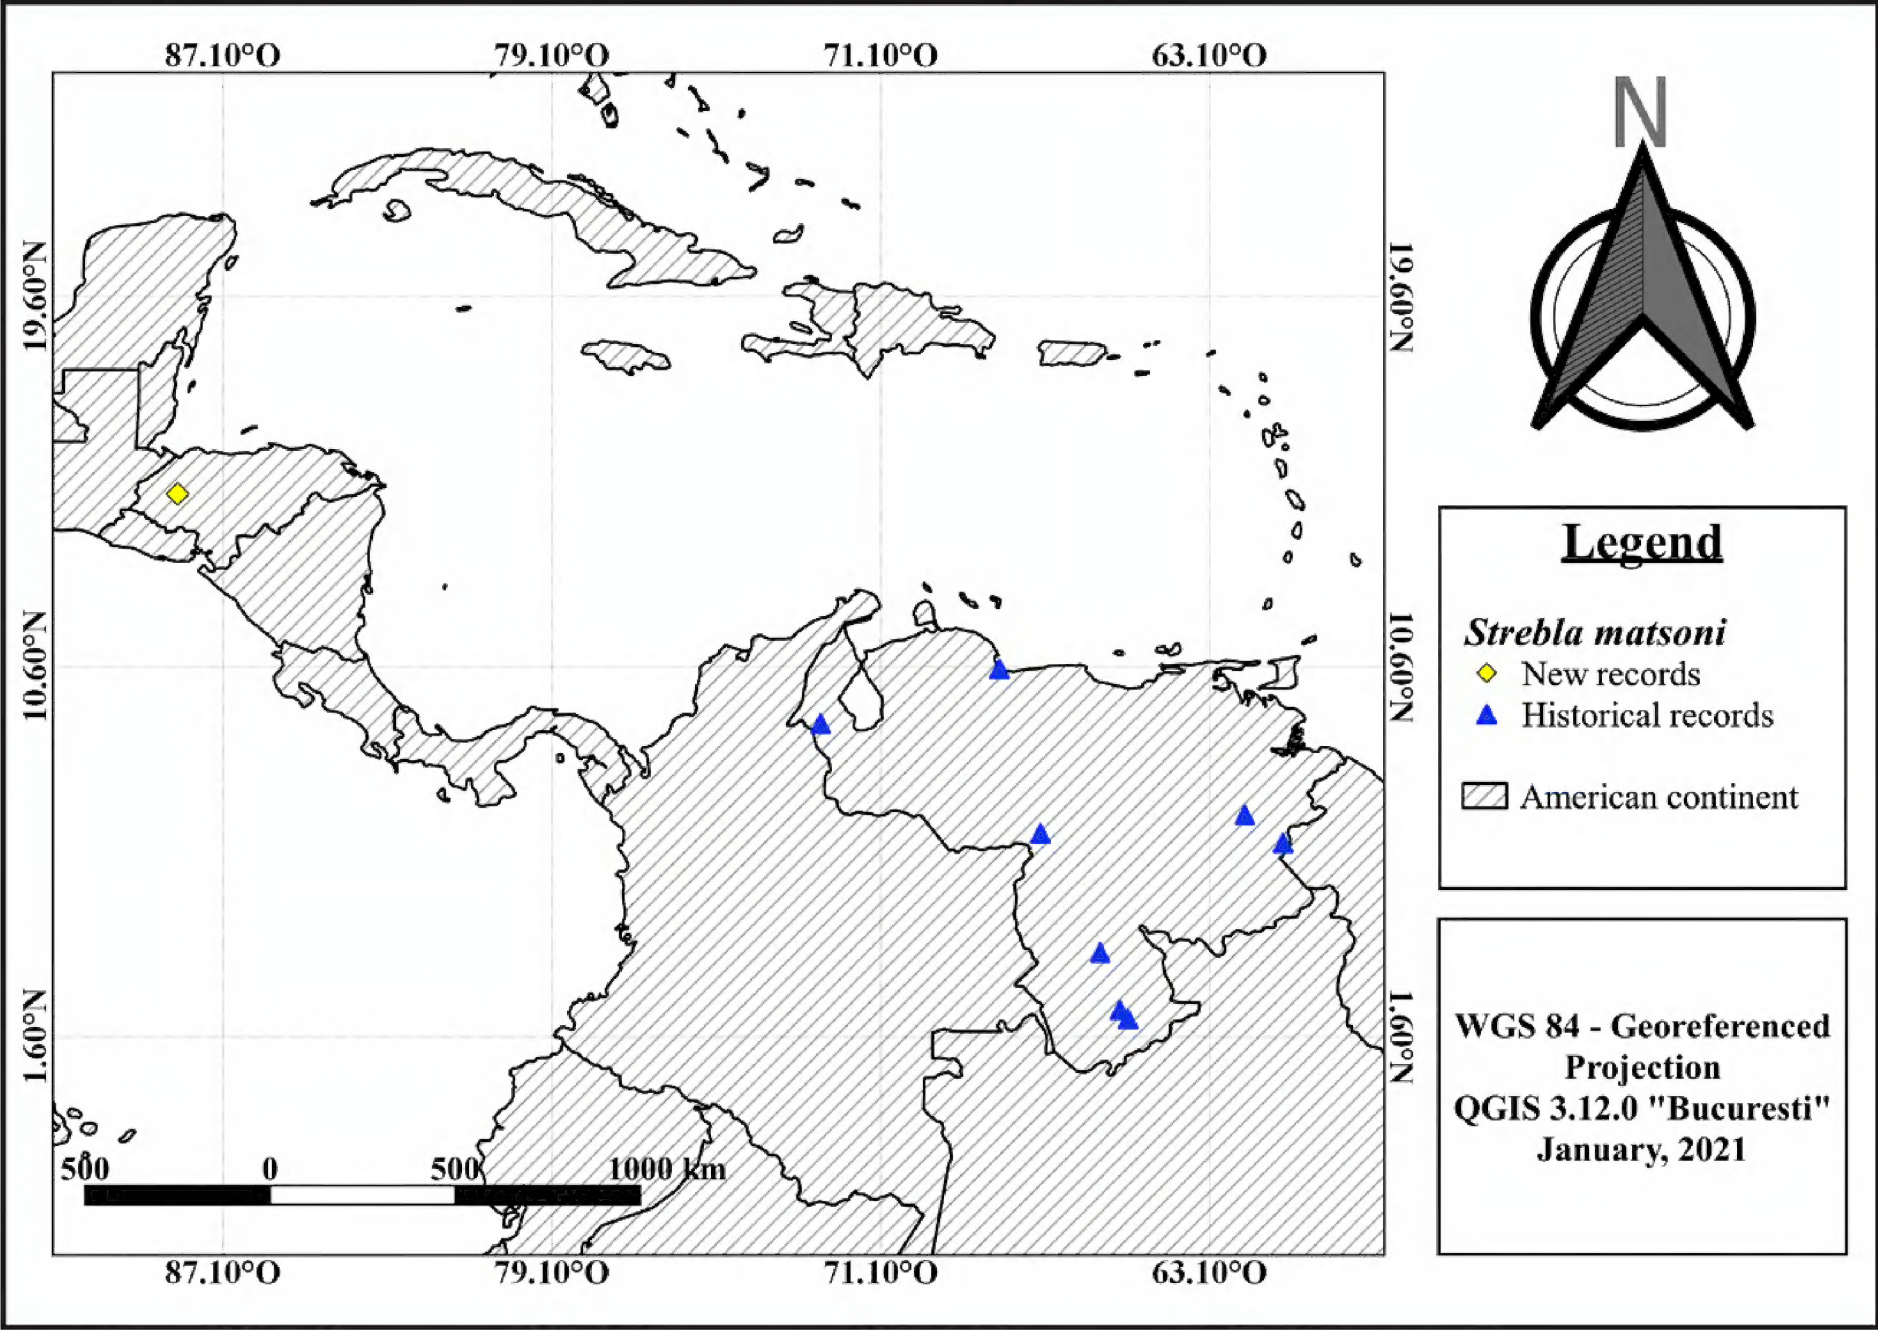 87.10°O 79.10°O 71.10°O 63.10°O
N
19.60°N 19.60°N
10.60°N 10.60°N
1.60°N 1.60°N
Legend
Strebla matsoni
New records
Historical records
American continent
WGS 84 - Georeferenced
Projection
QGIS 3.12.0 "Bucuresti"
January, 2021
500 0 500 1000 km
87.10°O 79.10°O 71.10°O 63.10°O